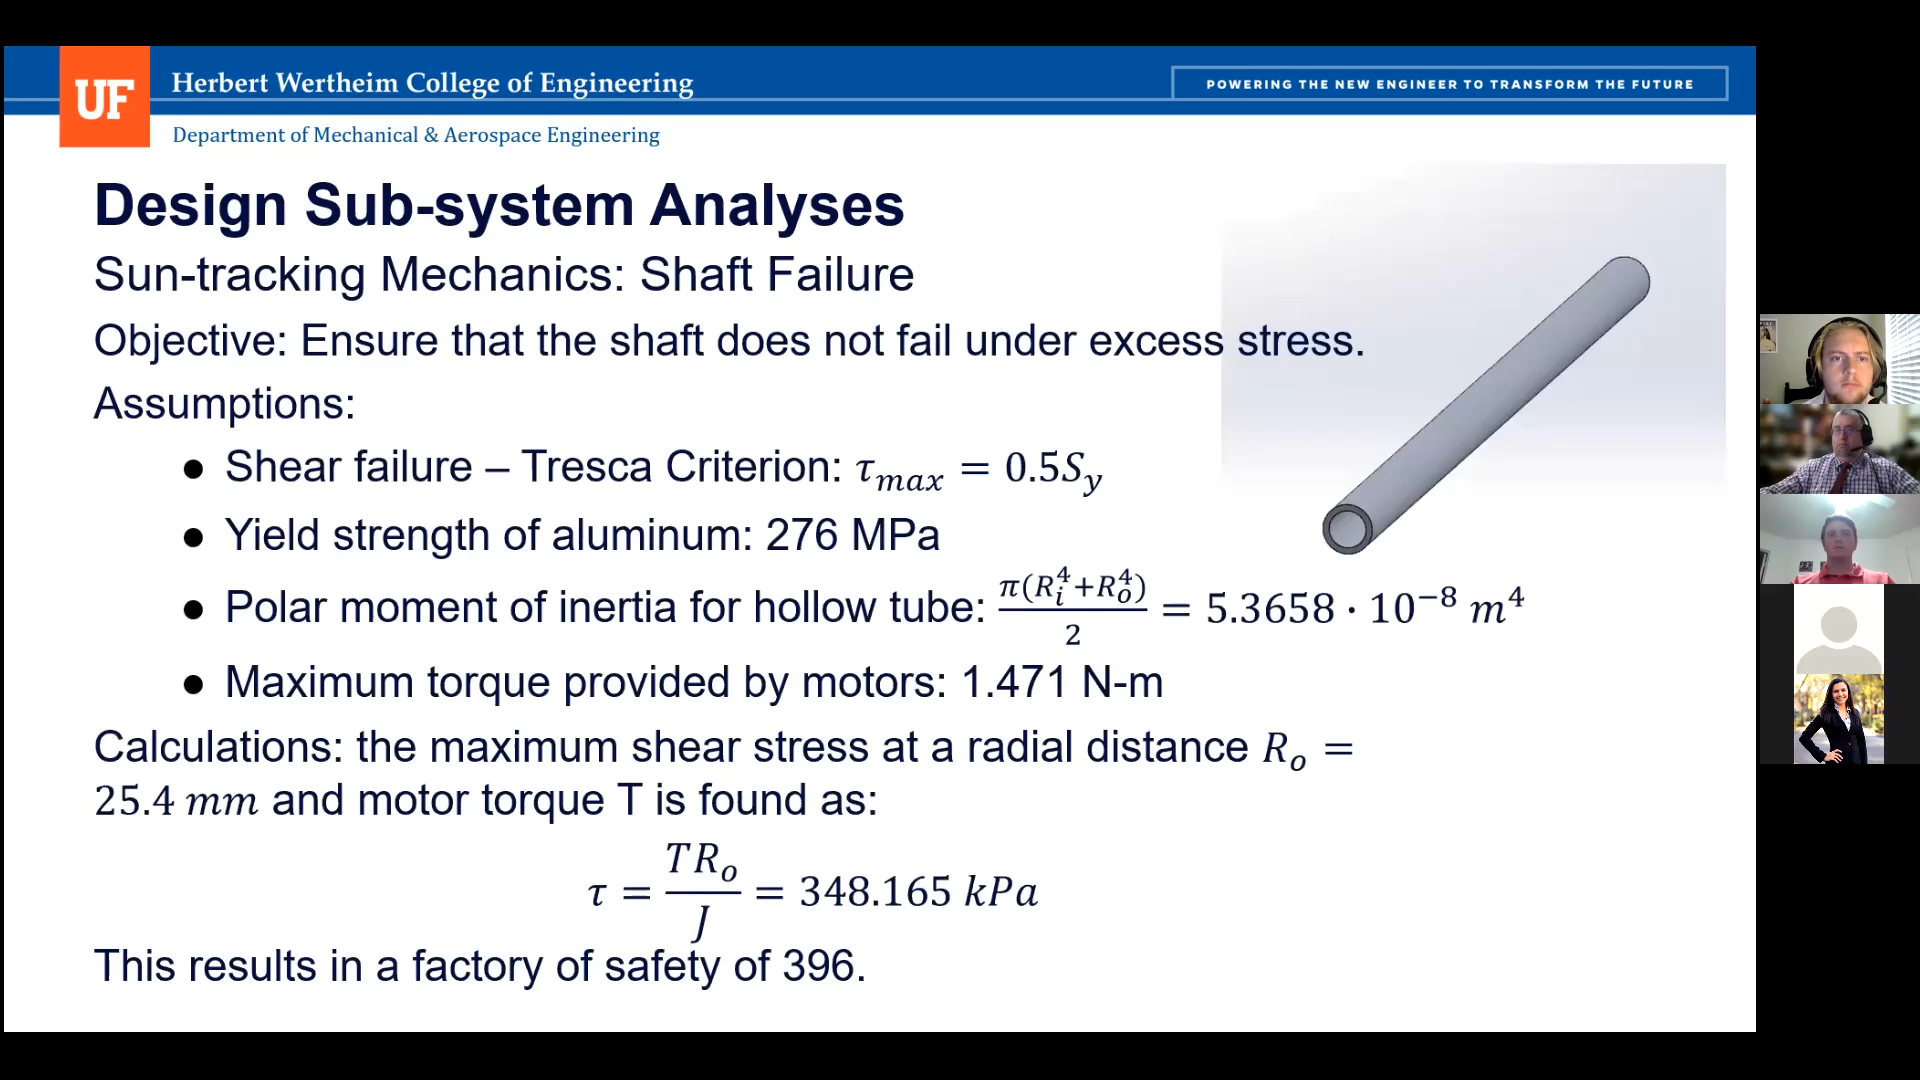 UF
Herbert Wertheim College of Engineering
POWERING THE NEW ENGINEER TO TRANSFORM THE FUTURE
Department of Mechanical & Aerospace Engineering
Design Sub-system Analyses
Sun-tracking Mechanics: Shaft Failure
Objective: Ensure that the shaft does not fail under excess stress.
Assumptions:
● Shear failure – Tresca Criterion: τ_max = 0.5S_y
● Yield strength of aluminum: 276 MPa
● Polar moment of inertia for hollow tube: π(R_i^4+R_o^4)/2 = 5.3658 · 10^−8 m^4
● Maximum torque provided by motors: 1.471 N-m
Calculations: the maximum shear stress at a radial distance R_o =
25.4 mm and motor torque T is found as:
τ = TR_o/J = 348.165 kPa
This results in a factory of safety of 396.